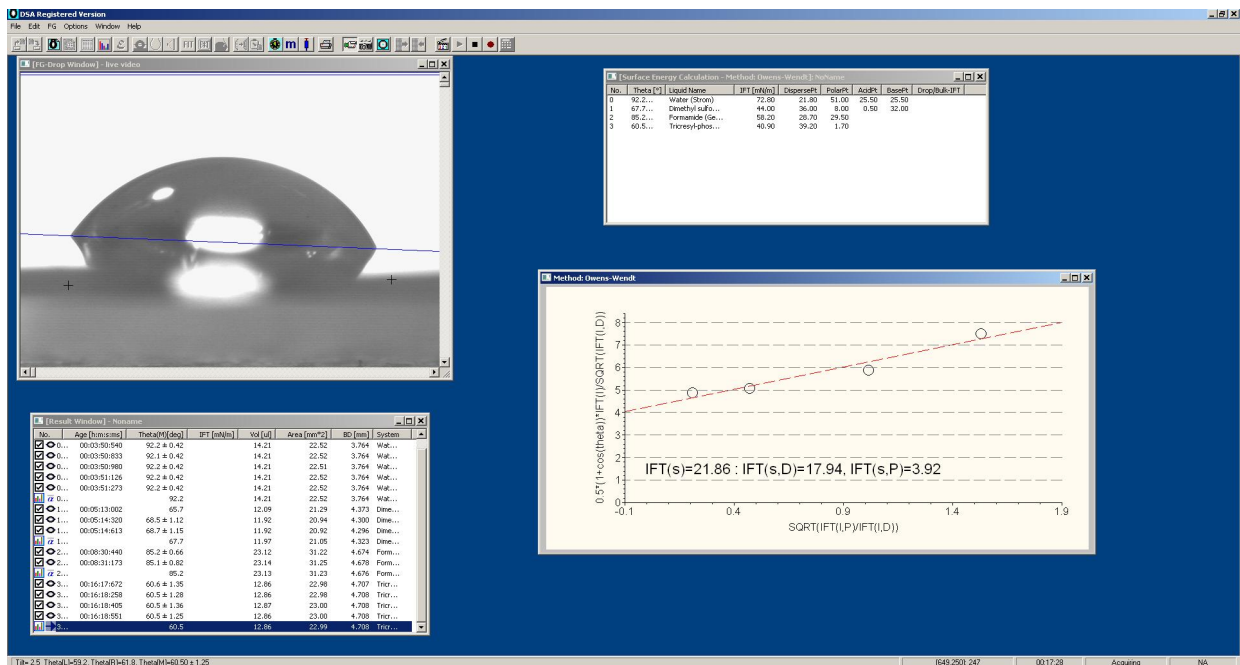 DSA Registered Version
File Edit FG Options Window Help
[FG-Drop Window] - live video
[Surface Energy Calculation - Method: Owens-Wendt]: NoName
No. Theta [°] Liquid Name IFT [mN/m] DispersePt PolarPt AcidPt BasePt Drop/Bulk-IFT
0 92.2... Water (Strom) 72.80 21.80 51.00 25.50 25.50
1 67.7... Dimethyl sulfo... 44.00 36.00 8.00 0.50 32.00
2 85.2... Formamide (Ge... 58.20 28.70 29.50
3 60.5... Tricresyl-phos... 40.90 39.20 1.70
Method: Owens-Wendt
0.5*(1+cos(theta))*IFT(l)/SQRT(IFT(l,D))
8
7
6
5
4
3
2
1
0
IFT(s)=21.86 : IFT(s,D)=17.94, IFT(s,P)=3.92
-0.1 0.4 0.9 1.4 1.9
SQRT(IFT(l,P)/IFT(l,D))
[Result Window] - Noname
No. Age [h:m:s:ms] Theta(M)[deg] IFT [mN/m] Vol [ul] Area [mm^2] BD [mm] System
0... 00:03:50:540 92.2 ± 0.42 14.21 22.52 3.764 Wat...
0... 00:03:50:833 92.1 ± 0.42 14.21 22.52 3.764 Wat...
0... 00:03:50:980 92.2 ± 0.42 14.21 22.51 3.764 Wat...
0... 00:03:51:126 92.2 ± 0.42 14.21 22.52 3.764 Wat...
0... 00:03:51:273 92.2 ± 0.42 14.21 22.52 3.764 Wat...
0... 92.2 14.21 22.52 3.764 Wat...
1... 00:05:13:002 65.7 12.09 21.29 4.373 Dime...
1... 00:05:14:320 68.5 ± 1.12 11.92 20.94 4.300 Dime...
1... 00:05:14:613 68.7 ± 1.15 11.92 20.92 4.296 Dime...
1... 67.7 11.97 21.05 4.323 Dime...
2... 00:08:30:440 85.2 ± 0.66 23.12 31.22 4.674 Form...
2... 00:08:31:173 85.1 ± 0.82 23.14 31.25 4.678 Form...
2... 85.2 23.13 31.23 4.676 Form...
3... 00:16:17:672 60.6 ± 1.35 12.86 22.98 4.707 Tricr...
3... 00:16:18:258 60.5 ± 1.28 12.86 22.98 4.708 Tricr...
3... 00:16:18:405 60.5 ± 1.36 12.87 23.00 4.708 Tricr...
3... 00:16:18:551 60.5 ± 1.25 12.86 23.00 4.708 Tricr...
3... 60.5 12.86 22.99 4.708 Tricr...
Tilt= 2.5 Theta[L]=59.2, Theta[R]=61.8, Theta[M]=60.50 ± 1.25 [649,250]: 247 00:17:28 Acquiring NA